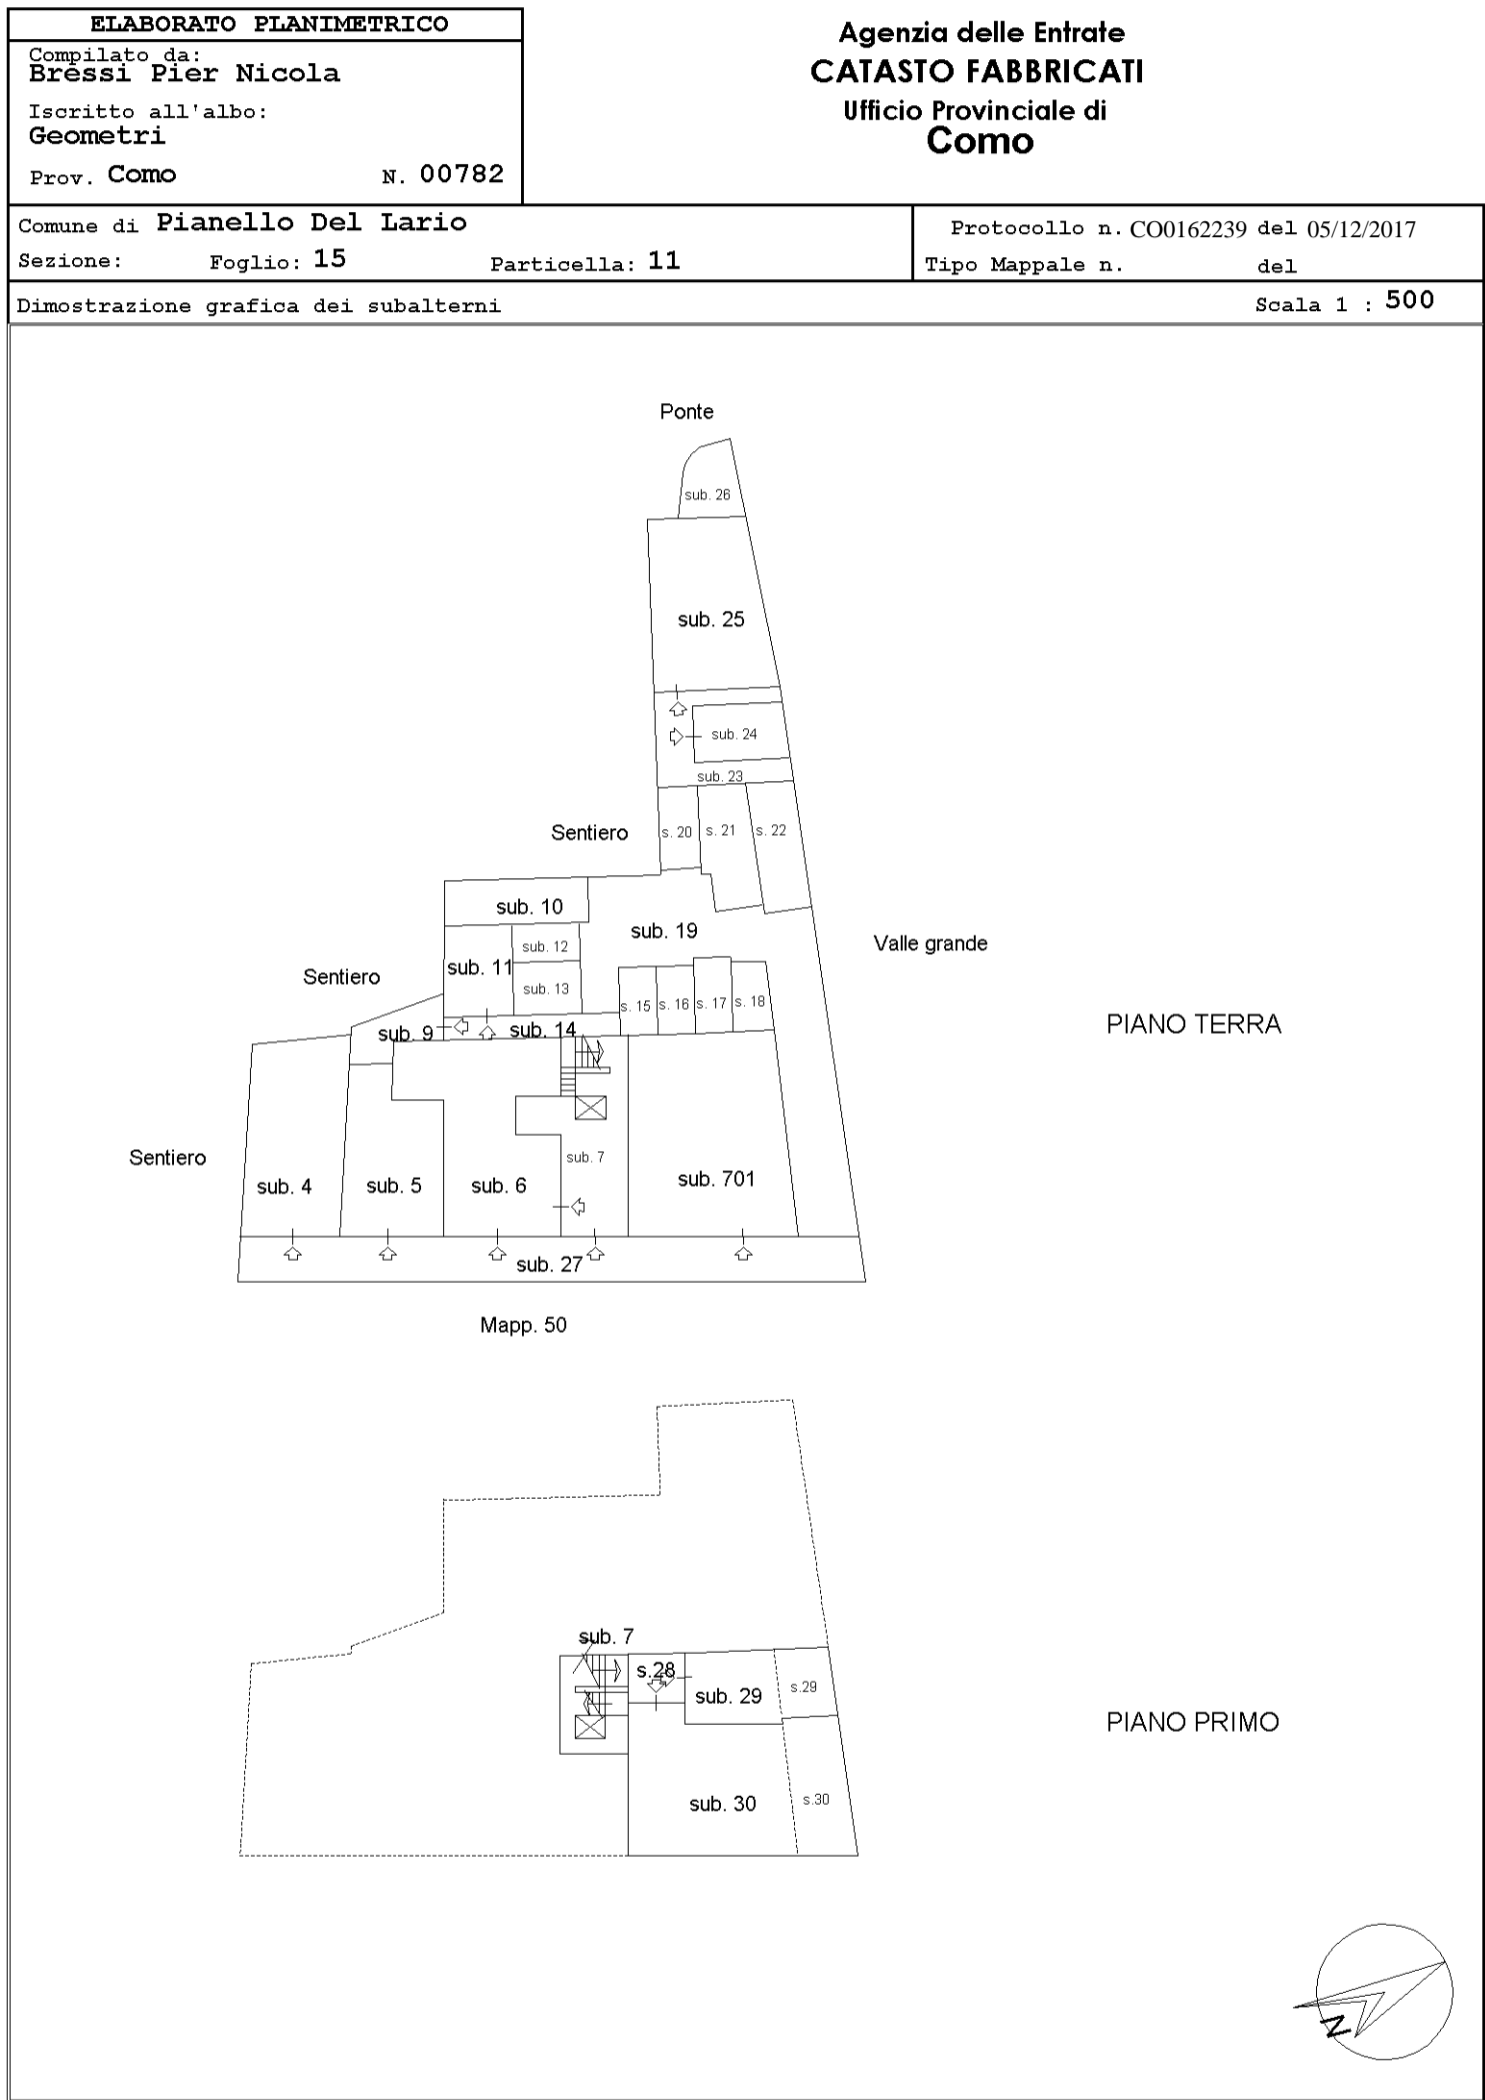 ELABORATO PLANIMETRICO
Compilato da:
Bressi Pier Nicola
Iscritto all'albo:
Geometri
Prov. Como N. 00782
Agenzia delle Entrate
CATASTO FABBRICATI
Ufficio Provinciale di
Como
Comune di Pianello Del Lario
Sezione: Foglio: 15 Particella: 11
Protocollo n. CO0162239 del 05/12/2017
Tipo Mappale n. del
Dimostrazione grafica dei subalterni Scala 1 : 500
Ponte
sub. 26
sub. 25
sub. 24
sub. 23
Sentiero s. 20 s. 21 s. 22
sub. 10
sub. 19
Valle grande
sub. 12
sub. 11
Sentiero
sub. 13
s. 15 s. 16 s. 17 s. 18
sub. 9 sub. 14
PIANO TERRA
Sentiero
sub. 7
sub. 4 sub. 5 sub. 6 sub. 701
sub. 27
Mapp. 50
sub. 7
s.28
sub. 29 s.29
PIANO PRIMO
sub. 30 s.30
N